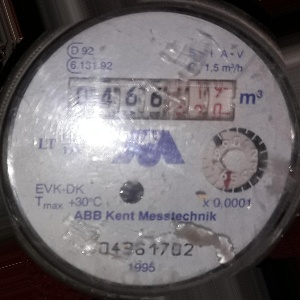 D 92
6.131.92
A • V
1,5 m³/h
0466
m³
LT
EVK-DK
Tmax +30°C
x 0,0001
ABB Kent Messtechnik
04361702
1995